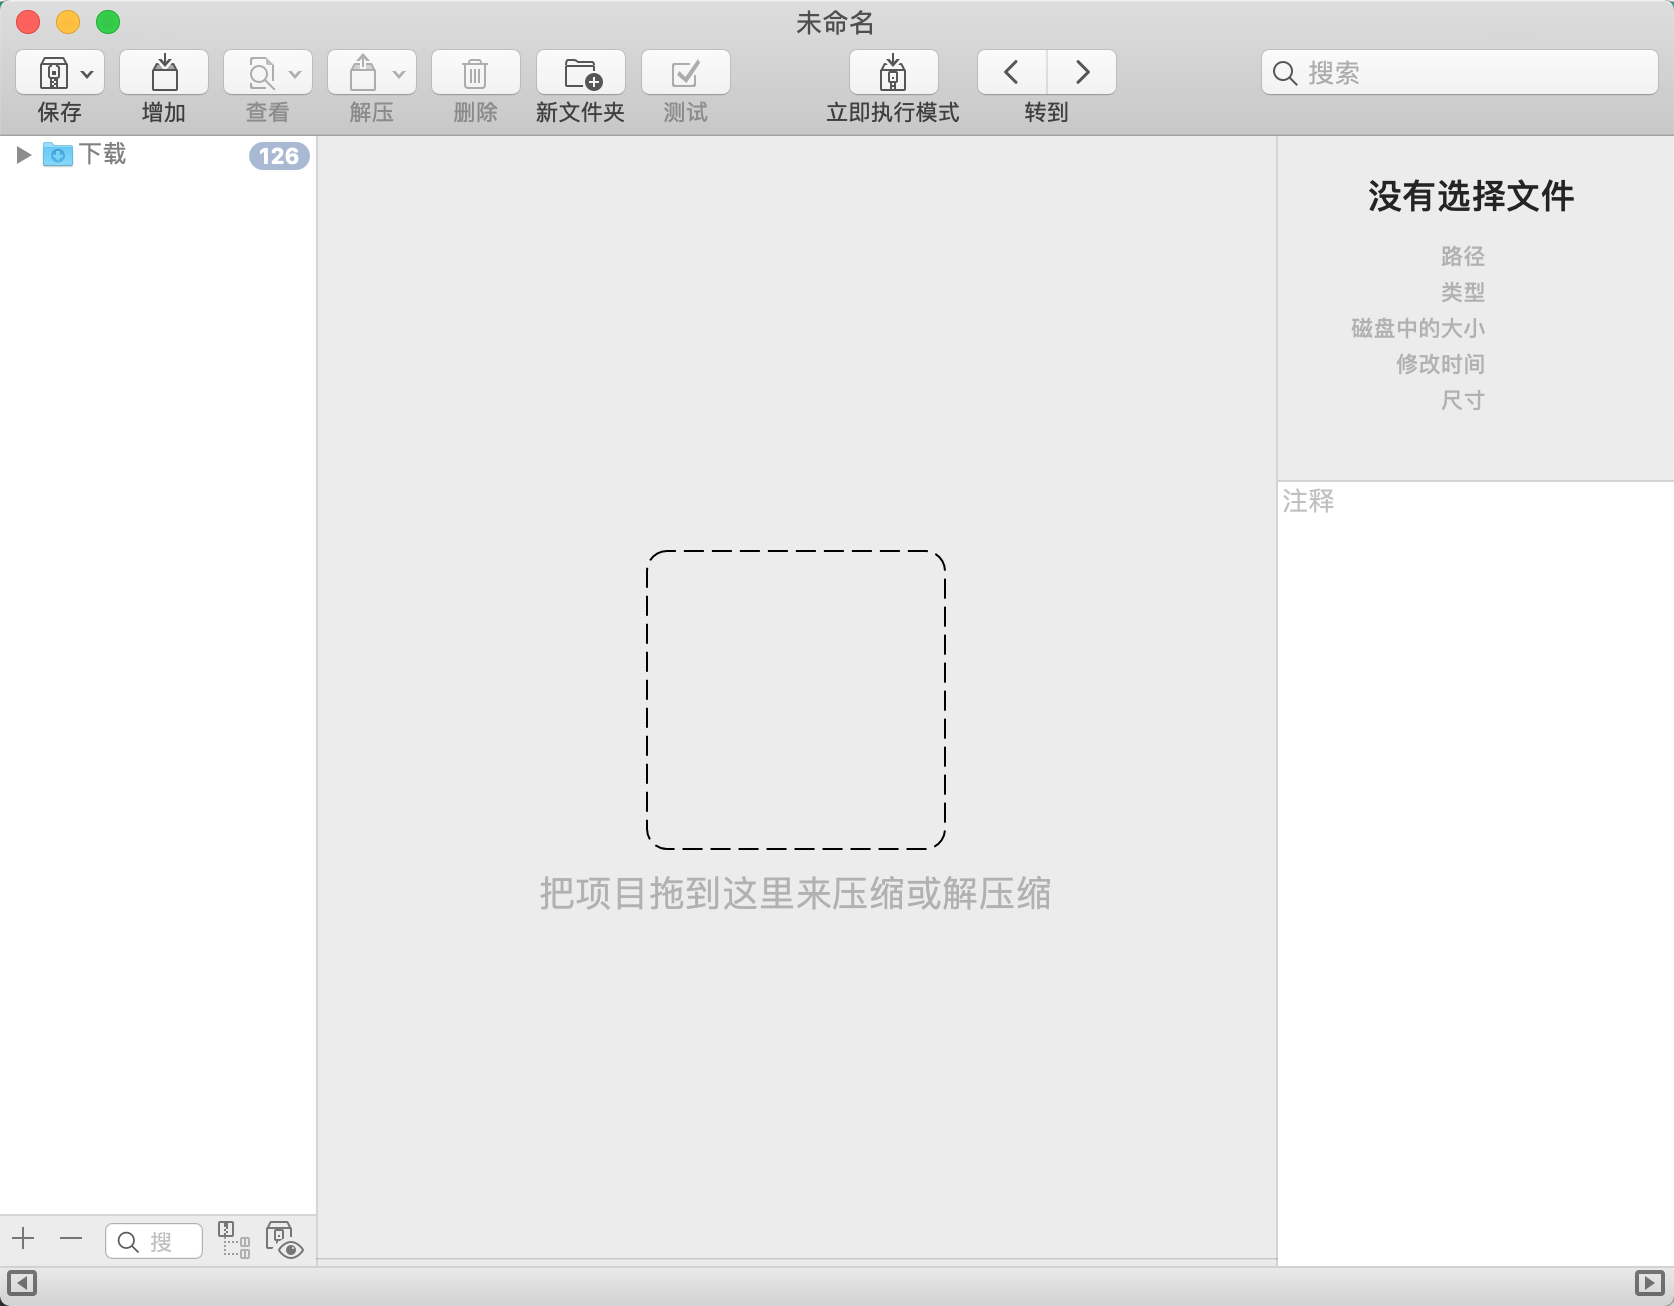 未命名
搜索
保存 增加 查看 解压 删除 新文件夹 测试 立即执行模式 转到
下载 126
没有选择文件
路径
类型
磁盘中的大小
修改时间
尺寸
注释
把项目拖到这里来压缩或解压缩
搜